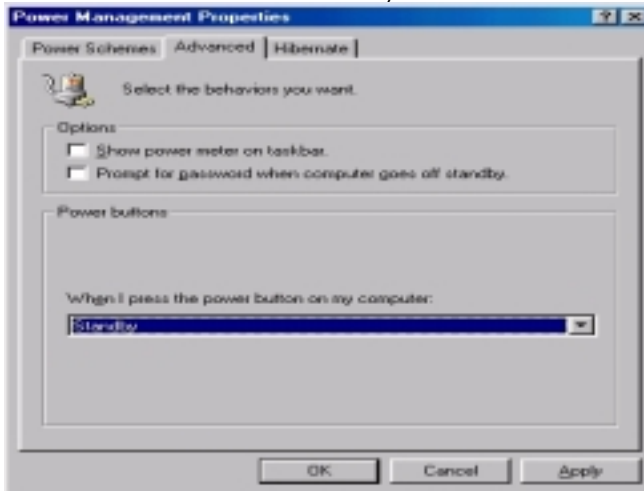 Power Management Properties
Power Schemes Advanced Hibernate
Select the behaviors you want.
Options
Show power meter on taskbar.
Prompt for password when computer goes off standby.
Power buttons
When I press the power button on my computer:
Standby
OK Cancel Apply